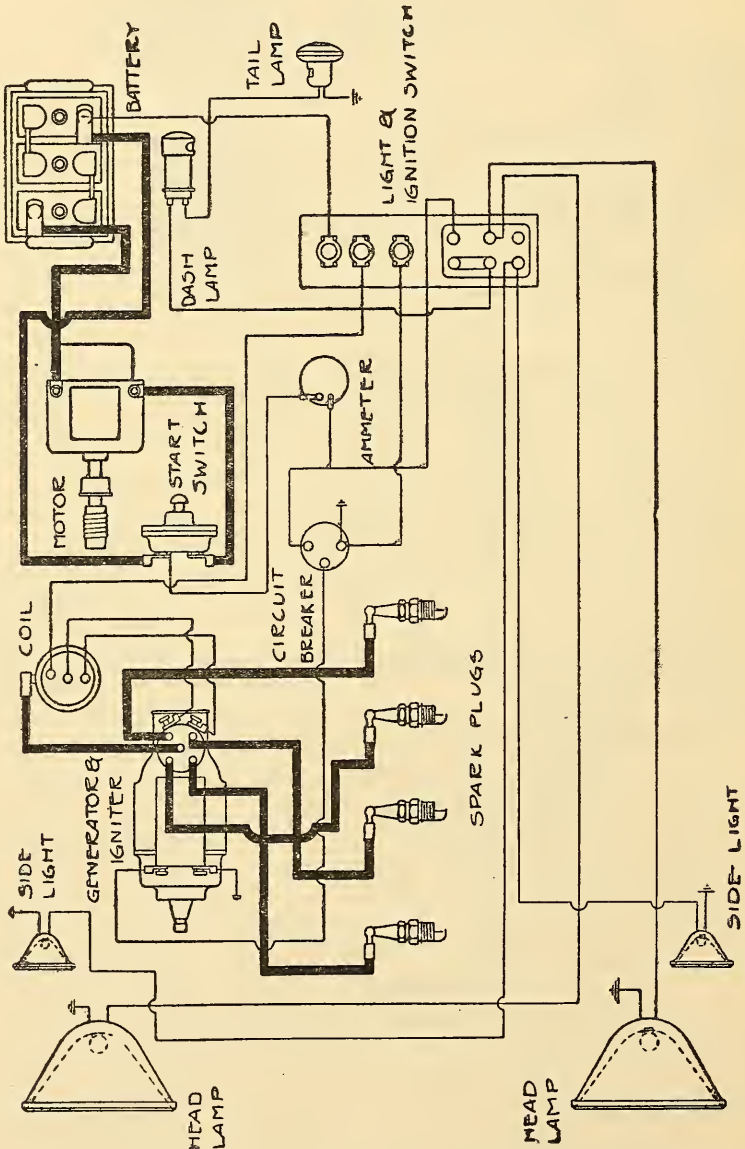 BATTERY
TAIL
LAMP
LIGHT &
IGNITION SWITCH
DASH
LAMP
MOTOR
START
SWITCH
AMMETER
COIL
CIRCUIT
BREAKER
GENERATOR &
IGNITER
SPARK PLUGS
SIDE
LIGHT
HEAD
LAMP
HEAD
LAMP
SIDE-LIGHT